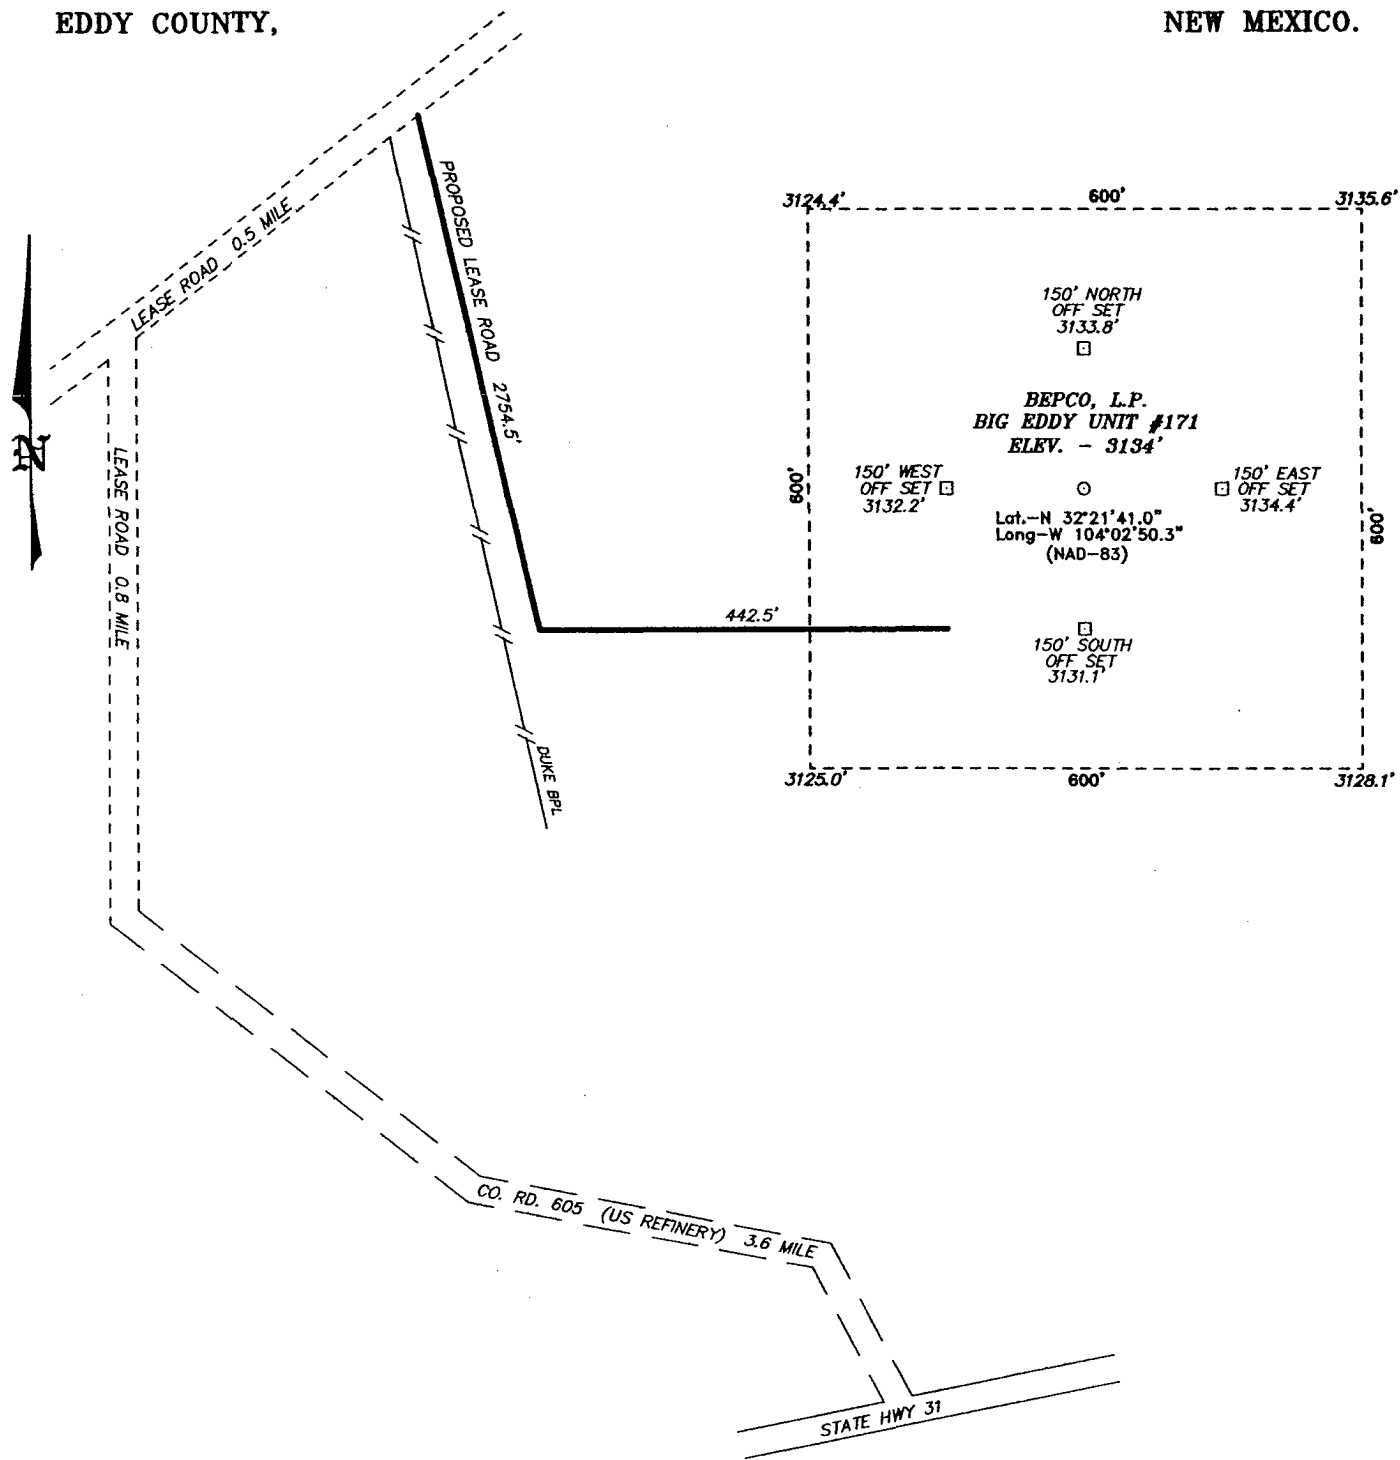 EDDY COUNTY,
NEW MEXICO.
PROPOSED LEASE ROAD 2754.5'
LEASE ROAD 0.5 MILE
LEASE ROAD 0.8 MILE
N
3124.4'
600'
3135.6'
150' NORTH
OFF SET
3133.8'
BEPCO, L.P.
BIG EDDY UNIT #171
ELEV. - 3134'
600'
150' WEST
OFF SET
3132.2'
150' EAST
OFF SET
3134.4'
Lat.-N 32°21'41.0"
Long-W 104°02'50.3"
(NAD-83)
600'
442.5'
150' SOUTH
OFF SET
3131.1'
3125.0'
600'
3128.1'
DUKE BPL
CO. RD. 605 (US REFINERY) 3.6 MILE
STATE HWY 31